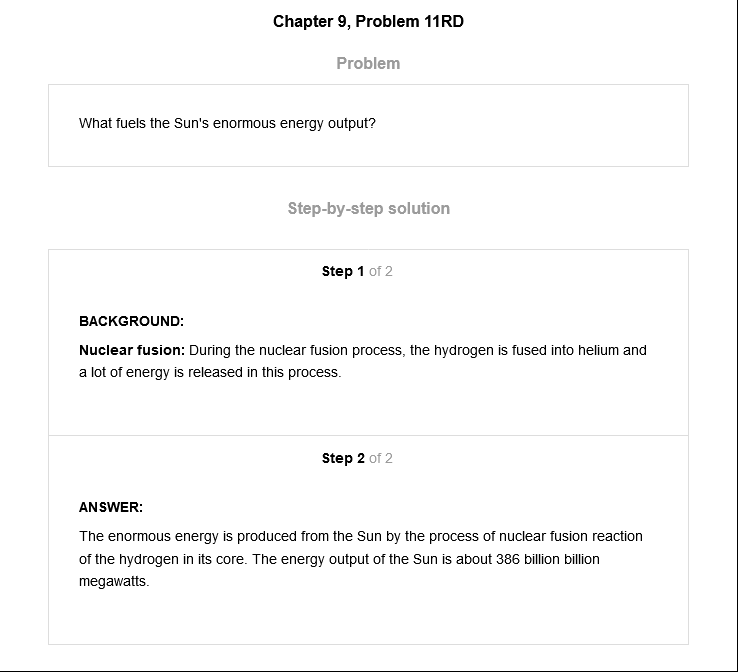 Chapter 9, Problem 11RD
Problem
What fuels the Sun's enormous energy output?
Step-by-step solution
Step 1 of 2
BACKGROUND:
Nuclear fusion: During the nuclear fusion process, the hydrogen is fused into helium and
a lot of energy is released in this process.
Step 2 of 2
ANSWER:
The enormous energy is produced from the Sun by the process of nuclear fusion reaction
of the hydrogen in its core. The energy output of the Sun is about 386 billion billion
megawatts.